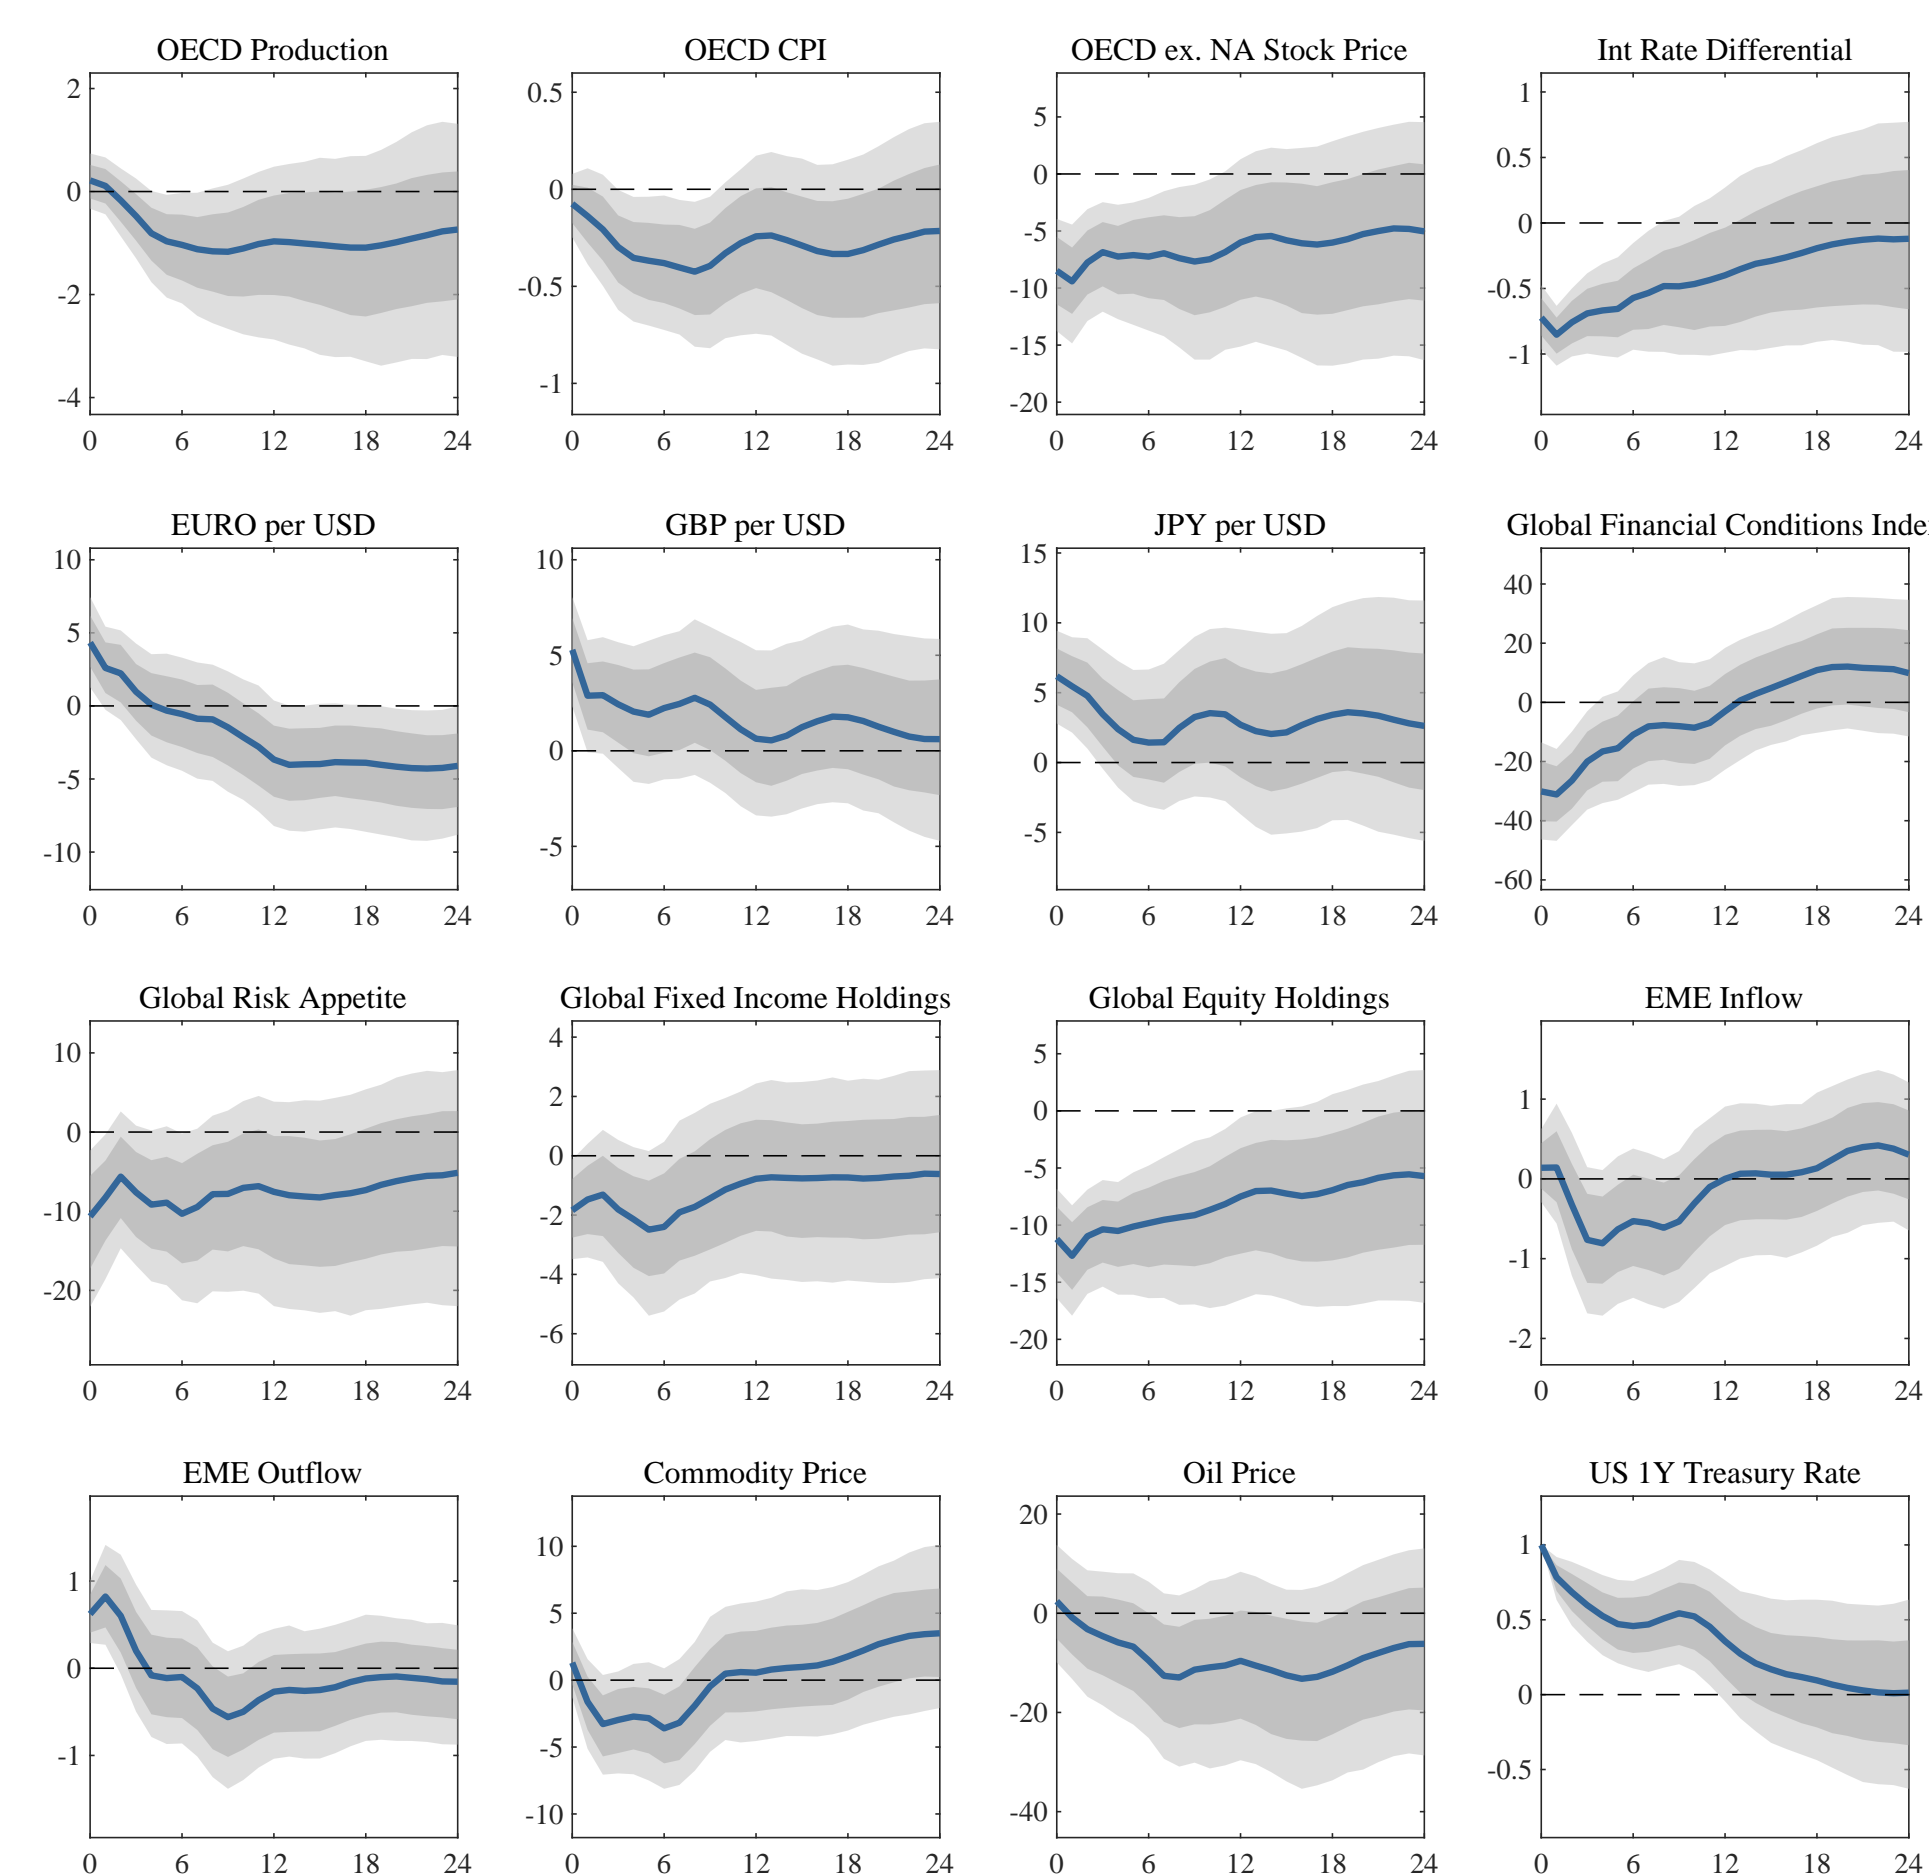 OECD Production
OECD CPI
OECD ex. NA Stock Price
Int Rate Differential
2
0
-2
-4
0 6 12 18 24
0.5
0
-0.5
-1
0 6 12 18 24
5
0
-5
-10
-15
-20
0 6 12 18 24
1
0.5
0
-0.5
-1
0 6 12 18 24
EURO per USD
GBP per USD
JPY per USD
Global Financial Conditions Inde
10
5
0
-5
-10
0 6 12 18 24
10
5
0
-5
0 6 12 18 24
15
10
5
0
-5
0 6 12 18 24
40
20
0
-20
-40
-60
0 6 12 18 24
Global Risk Appetite
Global Fixed Income Holdings
Global Equity Holdings
EME Inflow
10
0
-10
-20
0 6 12 18 24
4
2
0
-2
-4
-6
0 6 12 18 24
5
0
-5
-10
-15
-20
0 6 12 18 24
1
0
-1
-2
0 6 12 18 24
EME Outflow
Commodity Price
Oil Price
US 1Y Treasury Rate
1
0
-1
0 6 12 18 24
10
5
0
-5
-10
0 6 12 18 24
20
0
-20
-40
0 6 12 18 24
1
0.5
0
-0.5
0 6 12 18 24